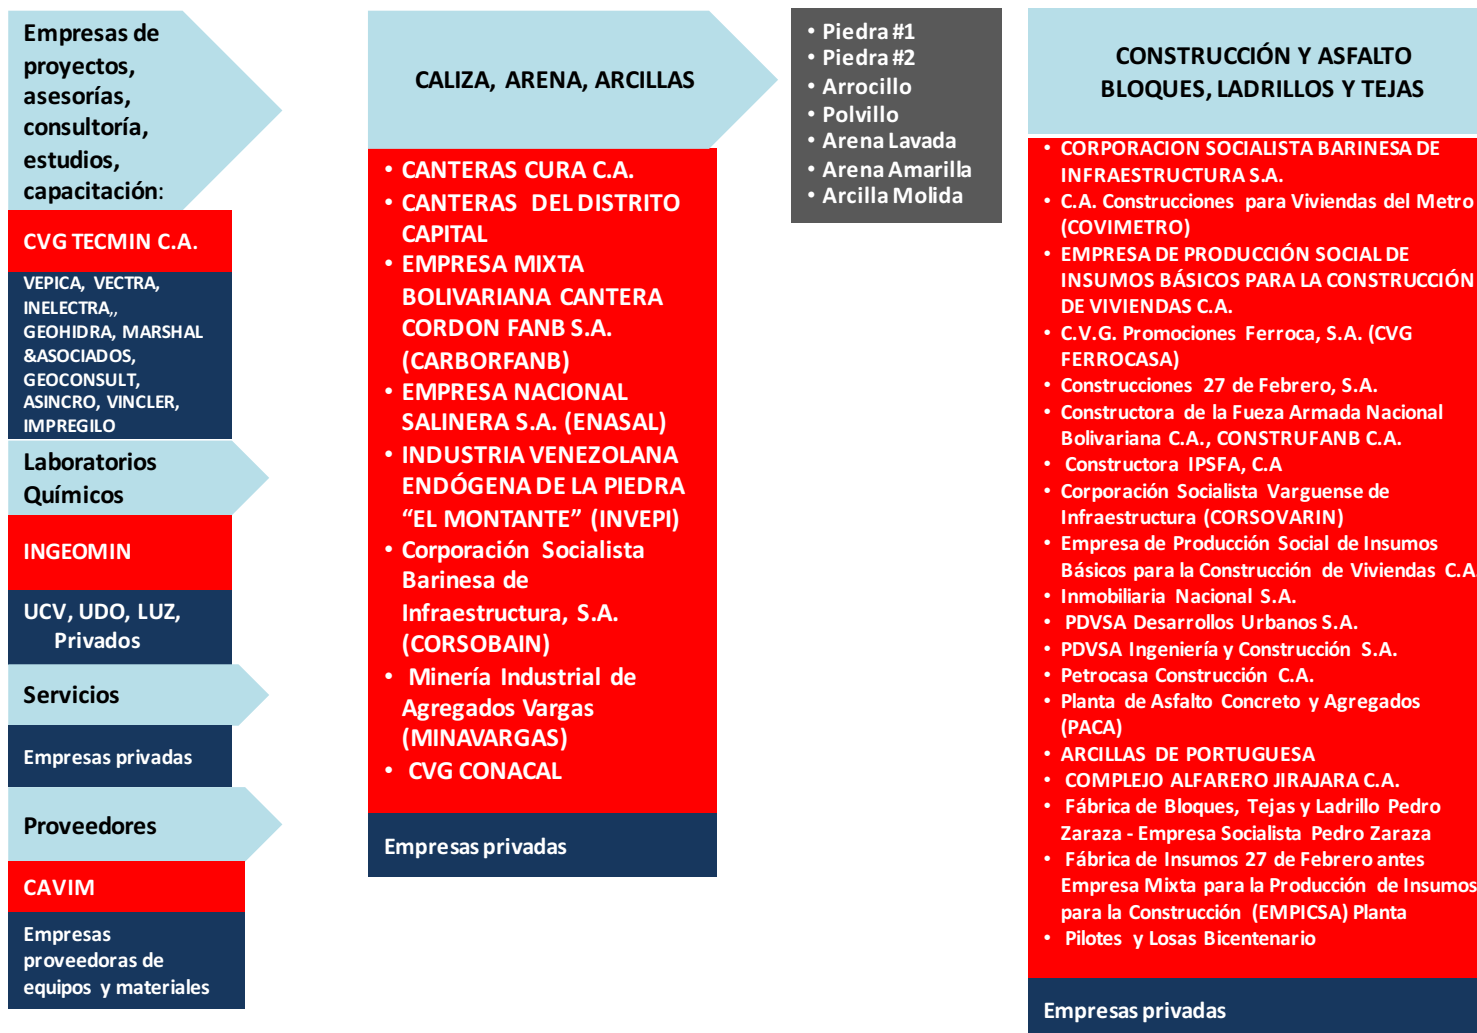 Empresas de
proyectos,
asesorías,
consultoría,
estudios,
capacitación:
CVG TECMIN C.A.
VEPICA, VECTRA,
INELECTRA,,
GEOHIDRA, MARSHAL
&ASOCIADOS,
GEOCONSULT,
ASINCRO, VINCLER,
IMPREGILO
Laboratorios
Químicos
INGEOMIN
UCV, UDO, LUZ,
Privados
Servicios
Empresas privadas
Proveedores
CAVIM
Empresas
proveedoras de
equipos y materiales
CALIZA, ARENA, ARCILLAS
• CANTERAS CURA C.A.
• CANTERAS DEL DISTRITO
CAPITAL
• EMPRESA MIXTA
BOLIVARIANA CANTERA
CORDON FANB S.A.
(CARBORFANB)
• EMPRESA NACIONAL
SALINERA S.A. (ENASAL)
• INDUSTRIA VENEZOLANA
ENDÓGENA DE LA PIEDRA
“EL MONTANTE” (INVEPI)
• Corporación Socialista
Barinesa de
Infraestructura, S.A.
(CORSOBAIN)
• Minería Industrial de
Agregados Vargas
(MINAVARGAS)
• CVG CONACAL
Empresas privadas
• Piedra #1
• Piedra #2
• Arrocillo
• Polvillo
• Arena Lavada
• Arena Amarilla
• Arcilla Molida
CONSTRUCCIÓN Y ASFALTO
BLOQUES, LADRILLOS Y TEJAS
• CORPORACION SOCIALISTA BARINESA DE
INFRAESTRUCTURA S.A.
• C.A. Construcciones para Viviendas del Metro
(COVIMETRO)
• EMPRESA DE PRODUCCIÓN SOCIAL DE
INSUMOS BÁSICOS PARA LA CONSTRUCCIÓN
DE VIVIENDAS C.A.
• C.V.G. Promociones Ferroca, S.A. (CVG
FERROCASA)
• Construcciones 27 de Febrero, S.A.
• Constructora de la Fueza Armada Nacional
Bolivariana C.A., CONSTRUFANB C.A.
• Constructora IPSFA, C.A
• Corporación Socialista Varguense de
Infraestructura (CORSOVARIN)
• Empresa de Producción Social de Insumos
Básicos para la Construcción de Viviendas C.A.
• Inmobiliaria Nacional S.A.
• PDVSA Desarrollos Urbanos S.A.
• PDVSA Ingeniería y Construcción S.A.
• Petrocasa Construcción C.A.
• Planta de Asfalto Concreto y Agregados
(PACA)
• ARCILLAS DE PORTUGUESA
• COMPLEJO ALFARERO JIRAJARA C.A.
• Fábrica de Bloques, Tejas y Ladrillo Pedro
Zaraza - Empresa Socialista Pedro Zaraza
• Fábrica de Insumos 27 de Febrero antes
Empresa Mixta para la Producción de Insumos
para la Construcción (EMPICSA) Planta
• Pilotes y Losas Bicentenario
Empresas privadas